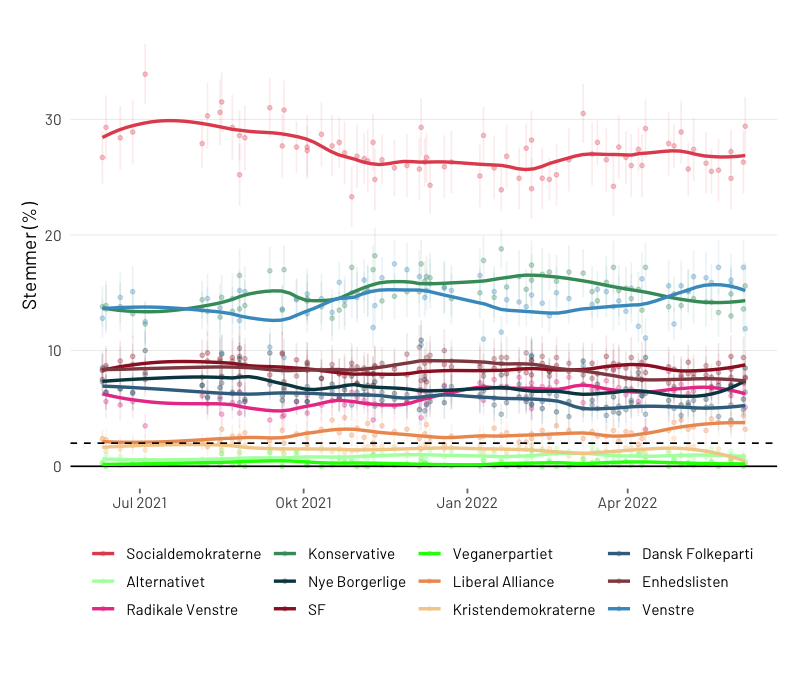 Stemmer(%)
30
20
10
0
Jul 2021
Okt 2021
Jan 2022
Apr 2022
Socialdemokraterne
Konservative
Veganerpartiet
Dansk Folkeparti
Alternativet
Nye Borgerlige
Liberal Alliance
Enhedslisten
Radikale Venstre
SF
Kristendemokraterne
Venstre